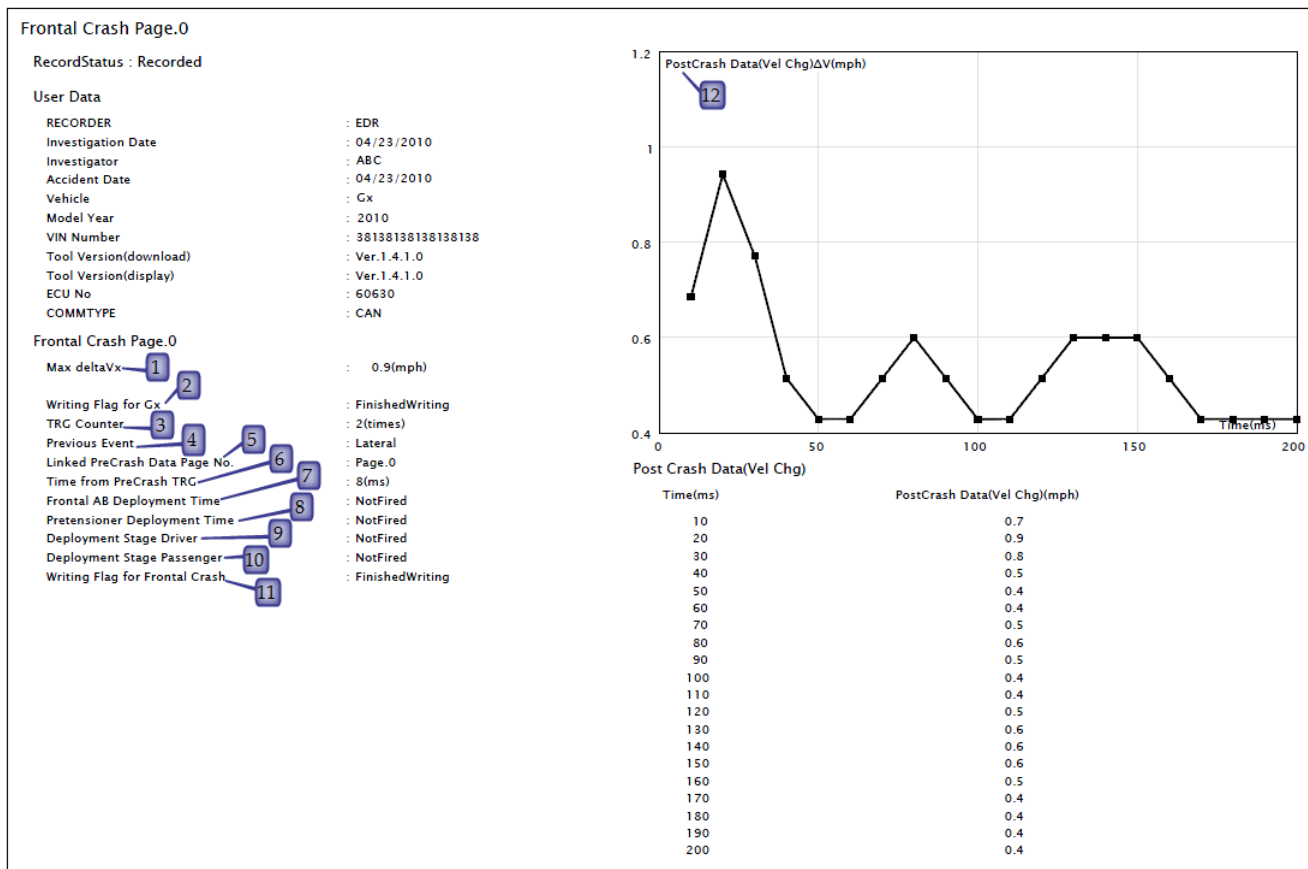 Frontal Crash Page.0
RecordStatus : Recorded
User Data
RECORDER : EDR
Investigation Date : 04/23/2010
Investigator : ABC
Accident Date : 04/23/2010
Vehicle : Gx
Model Year : 2010
VIN Number : 38138138138138138
Tool Version(download) : Ver.1.4.1.0
Tool Version(display) : Ver.1.4.1.0
ECU No : 60630
COMMTYPE : CAN
Frontal Crash Page.0
Max deltaVx 1 : 0.9(mph)
2
Writing Flag for Gx : FinishedWriting
TRG Counter 3 : 2(times)
Previous Event 4 : Lateral
Linked PreCrash Data Page No. 5 : Page.0
Time from PreCrash TRG 6 : 8(ms)
Frontal AB Deployment Time 7 : NotFired
Pretensioner Deployment Time 8 : NotFired
Deployment Stage Driver 9 : NotFired
Deployment Stage Passenger 10 : NotFired
Writing Flag for Frontal Crash 11 : FinishedWriting
PostCrash Data(Vel Chg)ΔV(mph)
12
1.2
1
0.8
0.6
0.4
0 50 100 150 200
Time(ms)
Post Crash Data(Vel Chg)
Time(ms) PostCrash Data(Vel Chg)(mph)
10 0.7
20 0.9
30 0.8
40 0.5
50 0.4
60 0.4
70 0.5
80 0.6
90 0.5
100 0.4
110 0.4
120 0.5
130 0.6
140 0.6
150 0.6
160 0.5
170 0.4
180 0.4
190 0.4
200 0.4